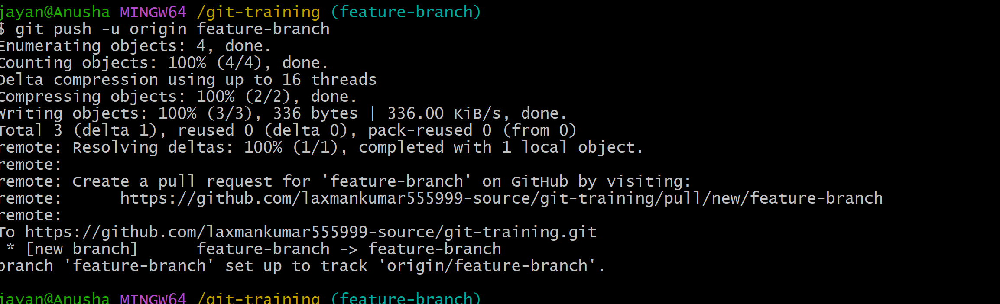 jayan@Anusha MINGW64 /git-training (feature-branch)
$ git push -u origin feature-branch
Enumerating objects: 4, done.
Counting objects: 100% (4/4), done.
Delta compression using up to 16 threads
Compressing objects: 100% (2/2), done.
Writing objects: 100% (3/3), 336 bytes | 336.00 KiB/s, done.
Total 3 (delta 1), reused 0 (delta 0), pack-reused 0 (from 0)
remote: Resolving deltas: 100% (1/1), completed with 1 local object.
remote:
remote: Create a pull request for 'feature-branch' on GitHub by visiting:
remote:      https://github.com/laxmankumar555999-source/git-training/pull/new/feature-branch
remote:
To https://github.com/laxmankumar555999-source/git-training.git
 * [new branch]      feature-branch -> feature-branch
branch 'feature-branch' set up to track 'origin/feature-branch'.
jayan@Anusha MINGW64 /git-training (feature-branch)